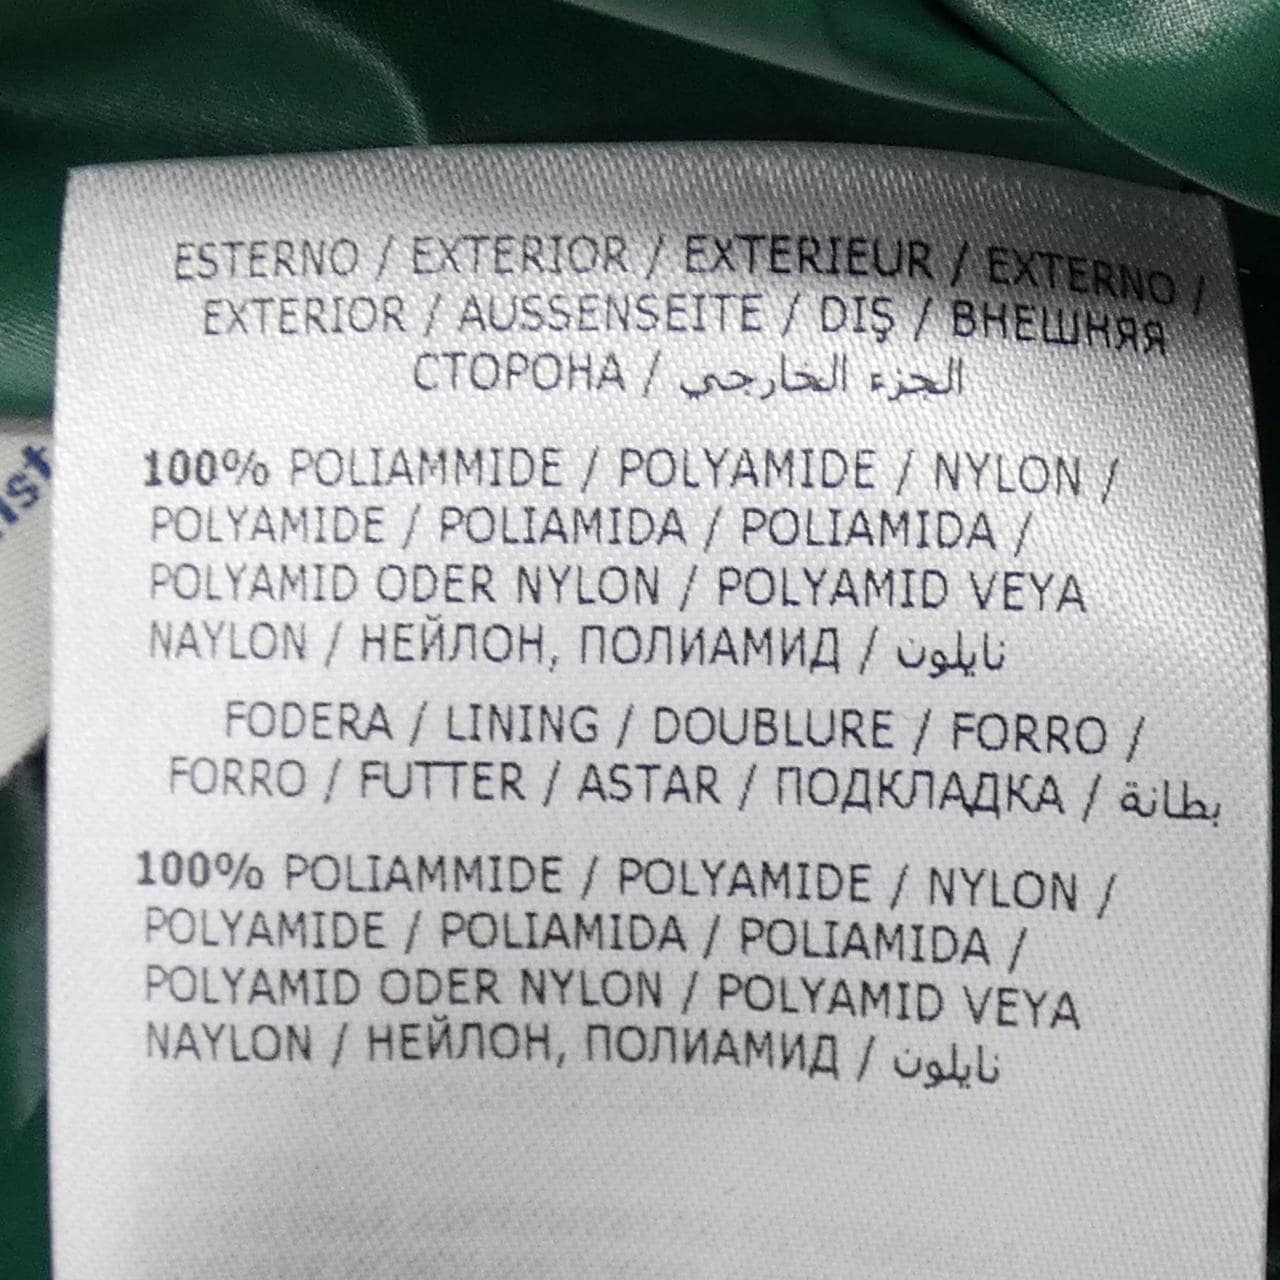 ESTERNO / EXTERIOR / EXTERIEUR / EXTERNO /
EXTERIOR / AUSSENSEITE / DIŞ / ВНЕШНЯЯ
СТОРОНА / الجزء الخارجي
100% POLIAMMIDE / POLYAMIDE / NYLON /
POLYAMIDE / POLIAMIDA / POLIAMIDA /
POLYAMID ODER NYLON / POLYAMID VEYA
NAYLON / НЕЙЛОН, ПОЛИАМИД / نايلون
FODERA / LINING / DOUBLURE / FORRO /
FORRO / FUTTER / ASTAR / ПОДКЛАДКА / بطانة
100% POLIAMMIDE / POLYAMIDE / NYLON /
POLYAMIDE / POLIAMIDA / POLIAMIDA /
POLYAMID ODER NYLON / POLYAMID VEYA
NAYLON / НЕЙЛОН, ПОЛИАМИД / نايلون